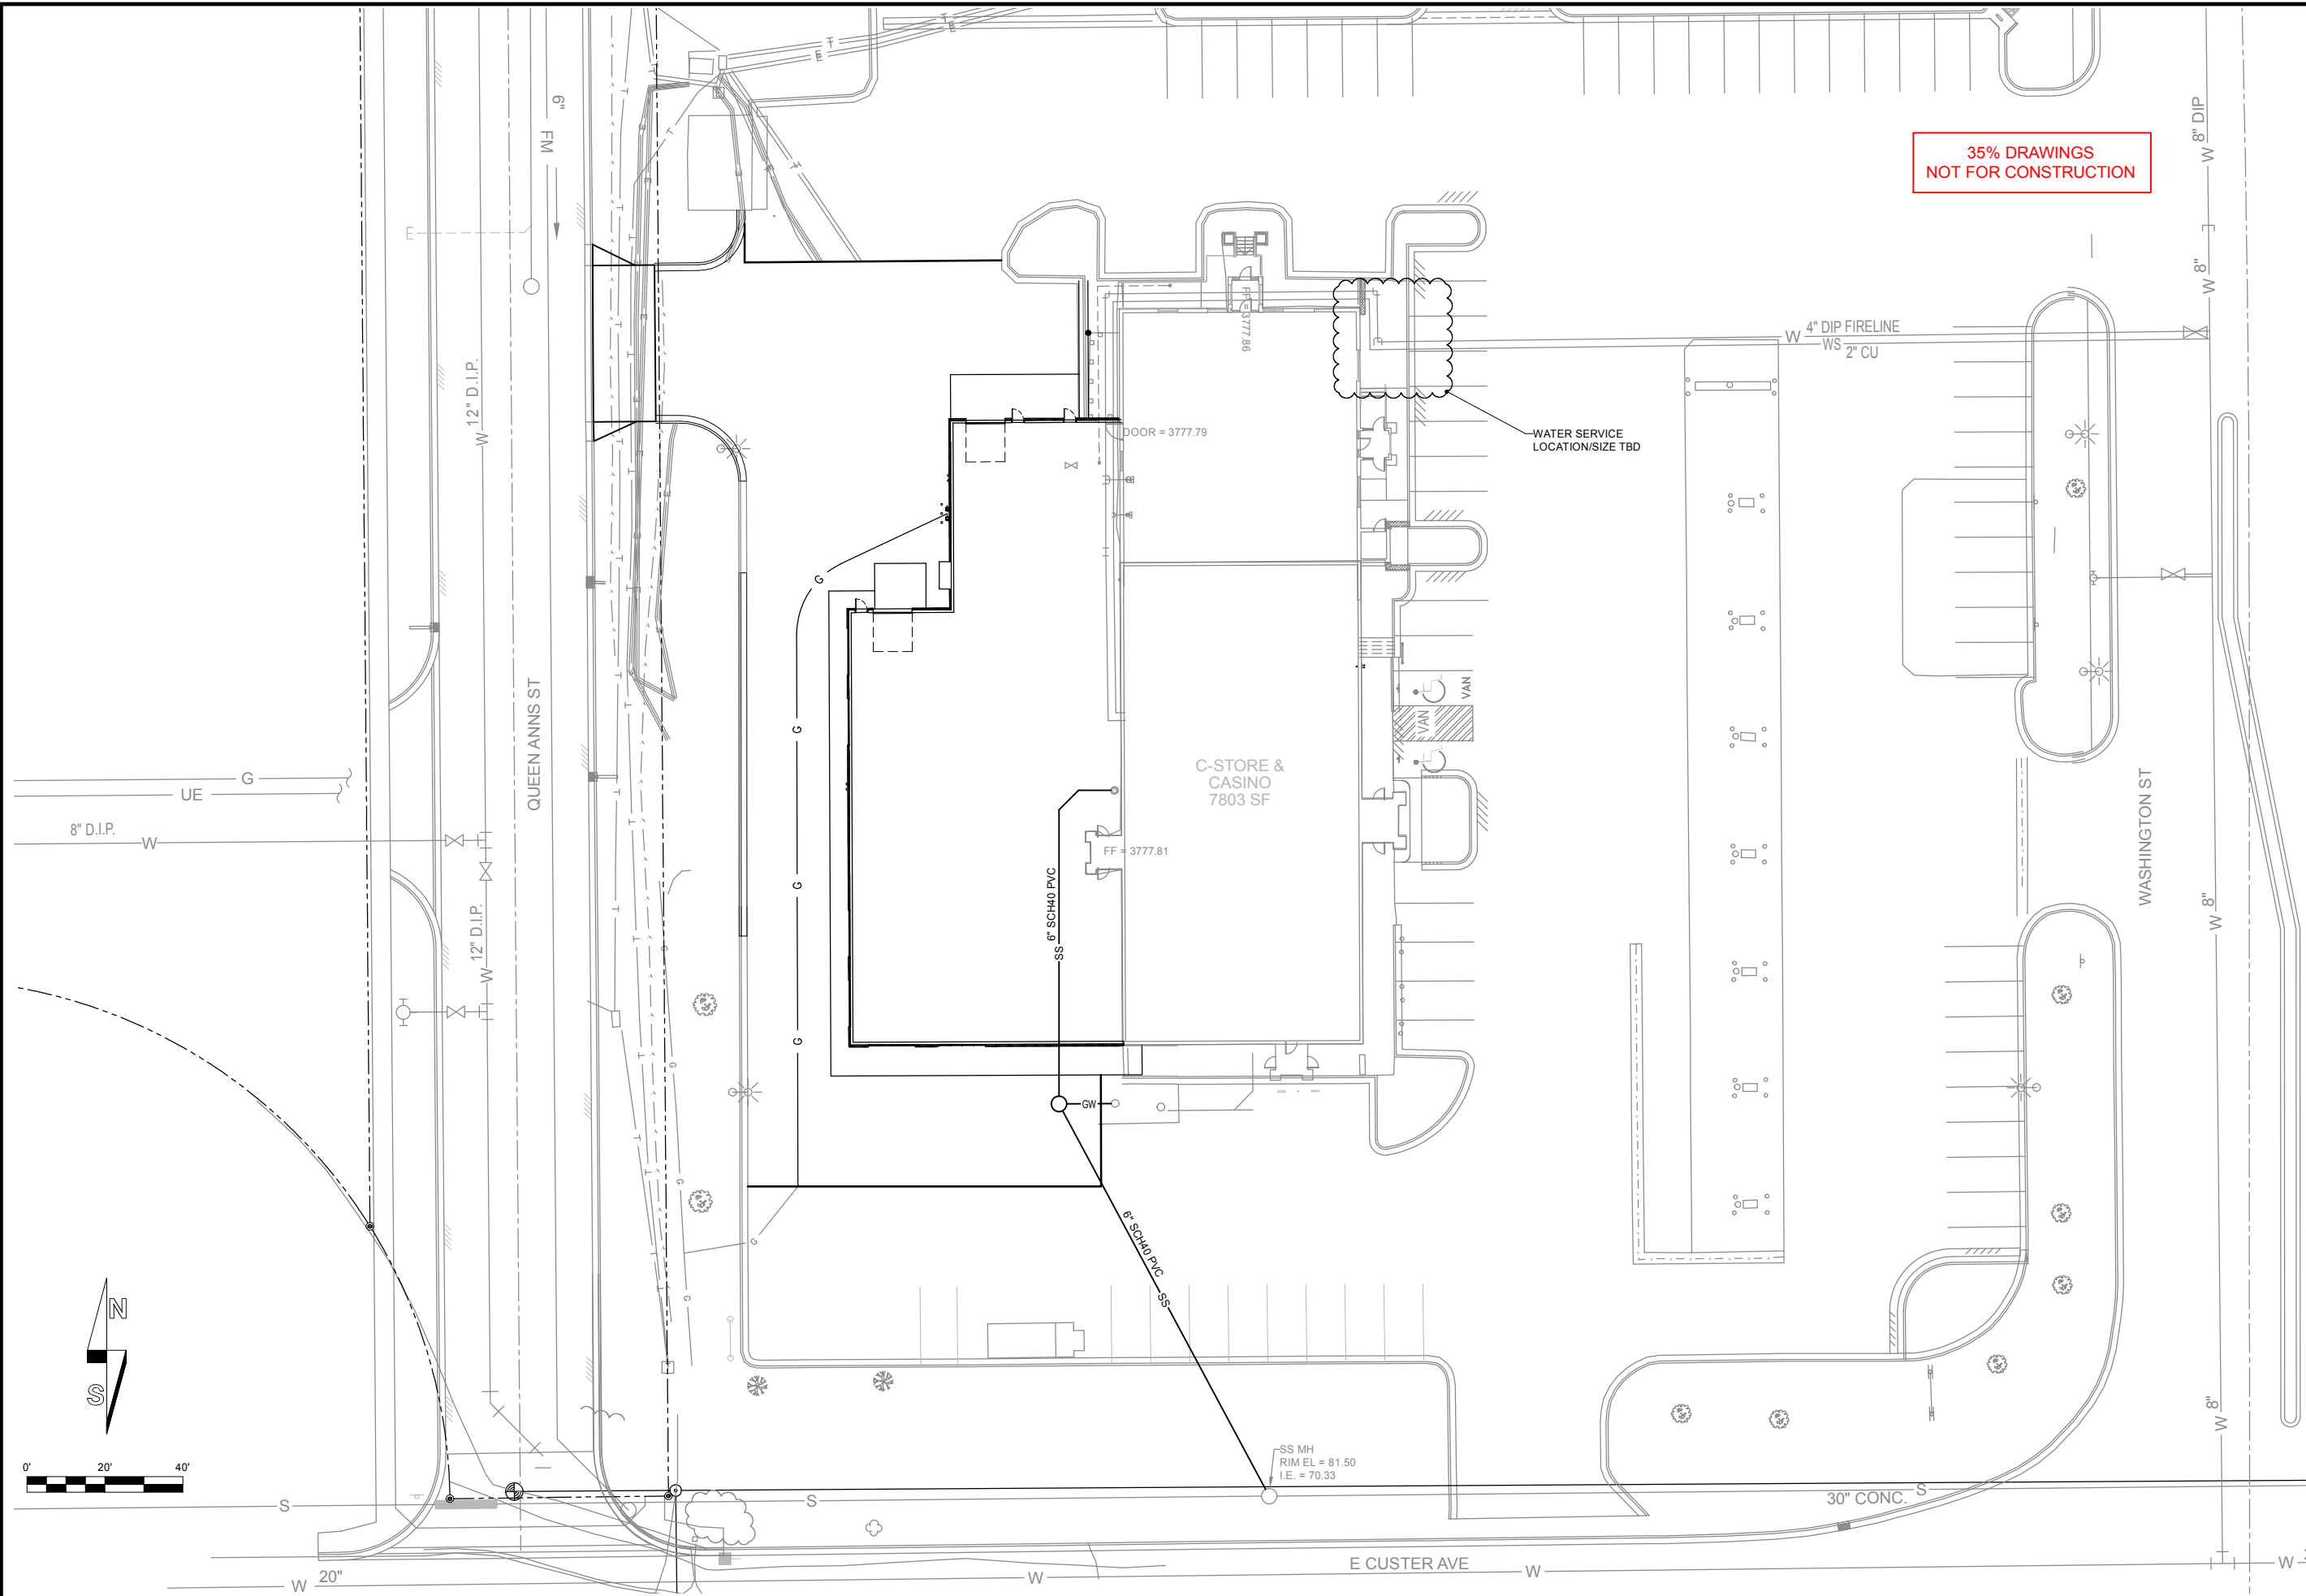 35% DRAWINGS
NOT FOR CONSTRUCTION
T
E
T
E
6"
FM
8" DIP
W
8"
W
E
FF = 3777.86
W
4" DIP FIRELINE
WS
2" CU
12" D.I.P.
W
DOOR = 3777.79
WATER SERVICE
LOCATION/SIZE TBD
G
QUEEN ANNS ST
G
VAN
VAN
G
UE
C-STORE &
CASINO
7803 SF
WASHINGTON ST
8" D.I.P.
W
FF = 3777.81
G
6" SCH40 PVC
SS
12" D.I.P.
W
8"
W
G
GW
G
G
G
G
6" SCH40 PVC
SS
N
S
0'
20'
40'
SS MH
RIM EL = 81.50
I.E. = 70.33
8"
W
S
S
30" CONC.
S
E CUSTER AVE
W
20"
W
W
W